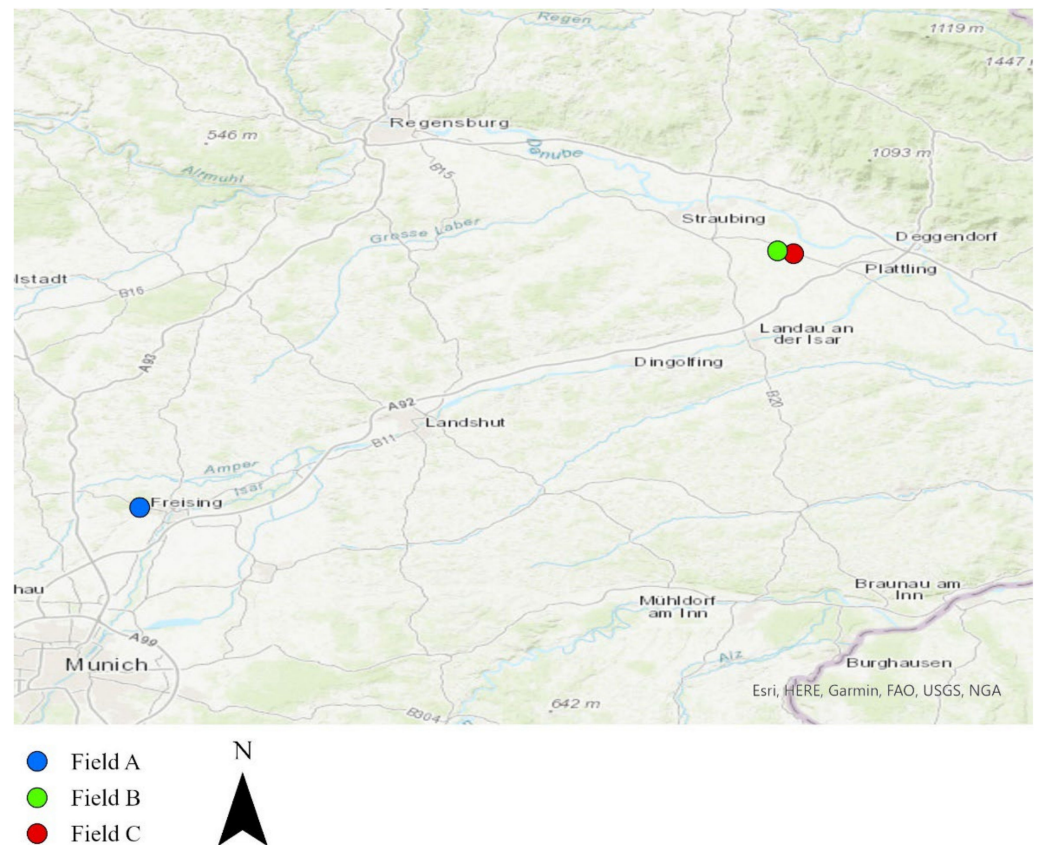 Regen
1119 m
1447
Regensburg
546 m
Danube
1093 m
Altmuhl
B15
Straubing
Grosse Laber
Deggendorf
Plattling
lstadt
B16
Landau an
der Isar
A93
Dingolfing
B20
A92
Landshut
B11
Amper
Isar
Freising
hau
Braunau am
Inn
Mühldorf
am Inn
A99
Munich
Alz
Burghausen
Esri, HERE, Garmin, FAO, USGS, NGA
B304
642 m
Field A
N
Field B
Field C